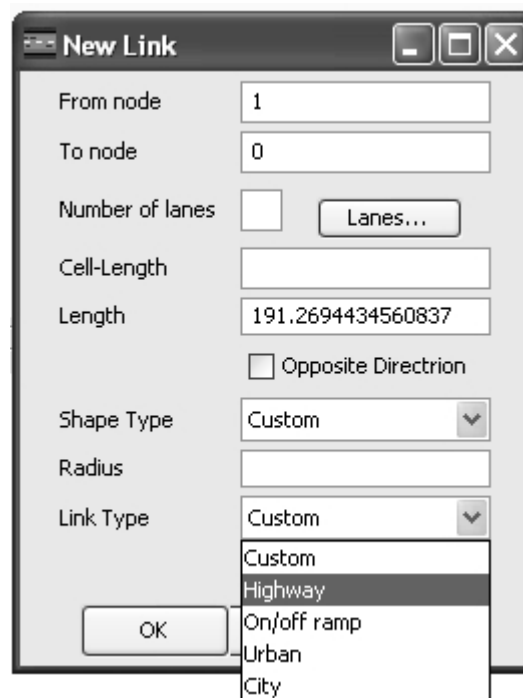 New Link
From node 1
To node 0
Number of lanes Lanes...
Cell-Length
Length 191.2694434560837
Opposite Directrion
Shape Type Custom
Radius
Link Type Custom
Custom
Highway
On/off ramp
OK Urban
City